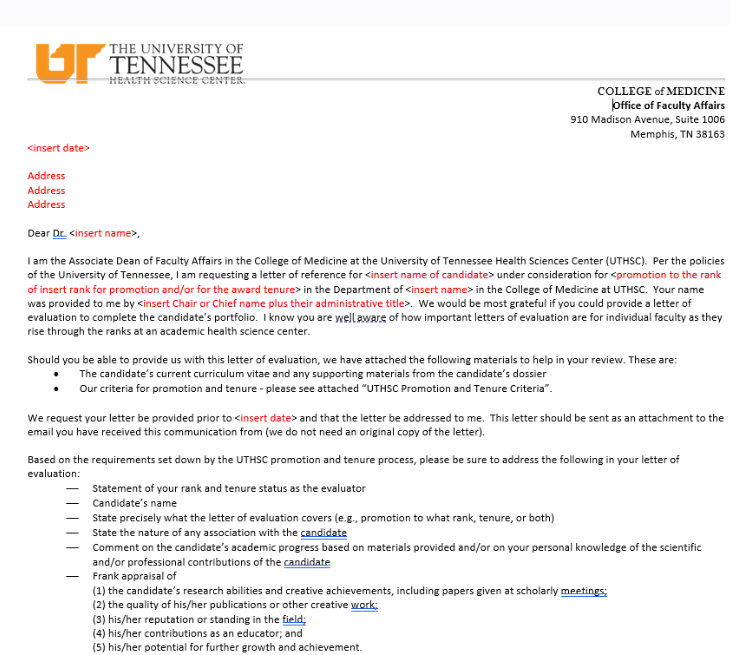 THE UNIVERSITY OF
TENNESSEE
HEALTH SCIENCE CENTER.
COLLEGE of MEDICINE
Office of Faculty Affairs
910 Madison Avenue, Suite 1006
Memphis, TN 38163
<insert date>
Address
Address
Address
Dear Dr. <insert name>,
I am the Associate Dean of Faculty Affairs in the College of Medicine at the University of Tennessee Health Sciences Center (UTHSC). Per the policies
of the University of Tennessee, I am requesting a letter of reference for <insert name of candidate> under consideration for <promotion to the rank
of insert rank for promotion and/or for the award tenure> in the Department of <insert name> in the College of Medicine at UTHSC. Your name
was provided to me by <insert Chair or Chief name plus their administrative title>. We would be most grateful if you could provide a letter of
evaluation to complete the candidate's portfolio. I know you are well aware of how important letters of evaluation are for individual faculty as they
rise through the ranks at an academic health science center.
Should you be able to provide us with this letter of evaluation, we have attached the following materials to help in your review. These are:
• The candidate's current curriculum vitae and any supporting materials from the candidate's dossier
• Our criteria for promotion and tenure - please see attached "UTHSC Promotion and Tenure Criteria".
We request your letter be provided prior to <insert date> and that the letter be addressed to me. This letter should be sent as an attachment to the
email you have received this communication from (we do not need an original copy of the letter).
Based on the requirements set down by the UTHSC promotion and tenure process, please be sure to address the following in your letter of
evaluation:
— Statement of your rank and tenure status as the evaluator
— Candidate's name
— State precisely what the letter of evaluation covers (e.g., promotion to what rank, tenure, or both)
— State the nature of any association with the candidate
— Comment on the candidate's academic progress based on materials provided and/or on your personal knowledge of the scientific
and/or professional contributions of the candidate
— Frank appraisal of
(1) the candidate's research abilities and creative achievements, including papers given at scholarly meetings;
(2) the quality of his/her publications or other creative work;
(3) his/her reputation or standing in the field;
(4) his/her contributions as an educator; and
(5) his/her potential for further growth and achievement.